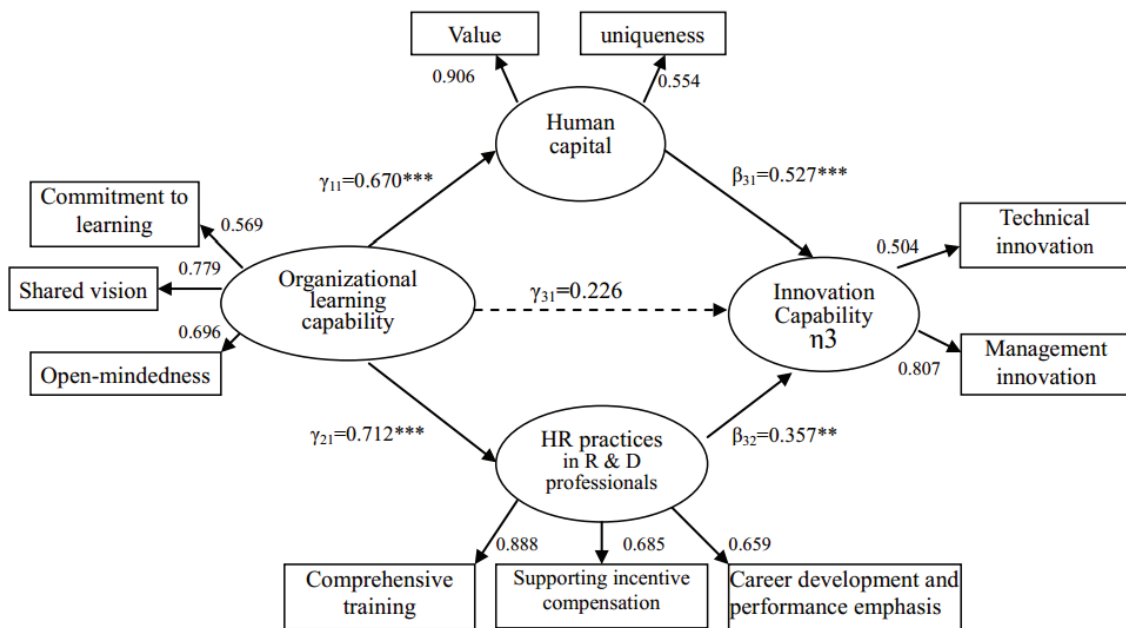 Value
uniqueness
0.906
0.554
Human
capital
γ11=0.670***
β31=0.527***
Commitment to
learning
0.569
Technical
innovation
0.504
Shared vision
0.779
Organizational
learning
capability
γ31=0.226
Innovation
Capability
η3
0.696
Open-mindedness
Management
innovation
0.807
γ21=0.712***
HR practices
in R & D
professionals
β32=0.357**
0.888
0.685
0.659
Comprehensive
training
Supporting incentive
compensation
Career development and
performance emphasis